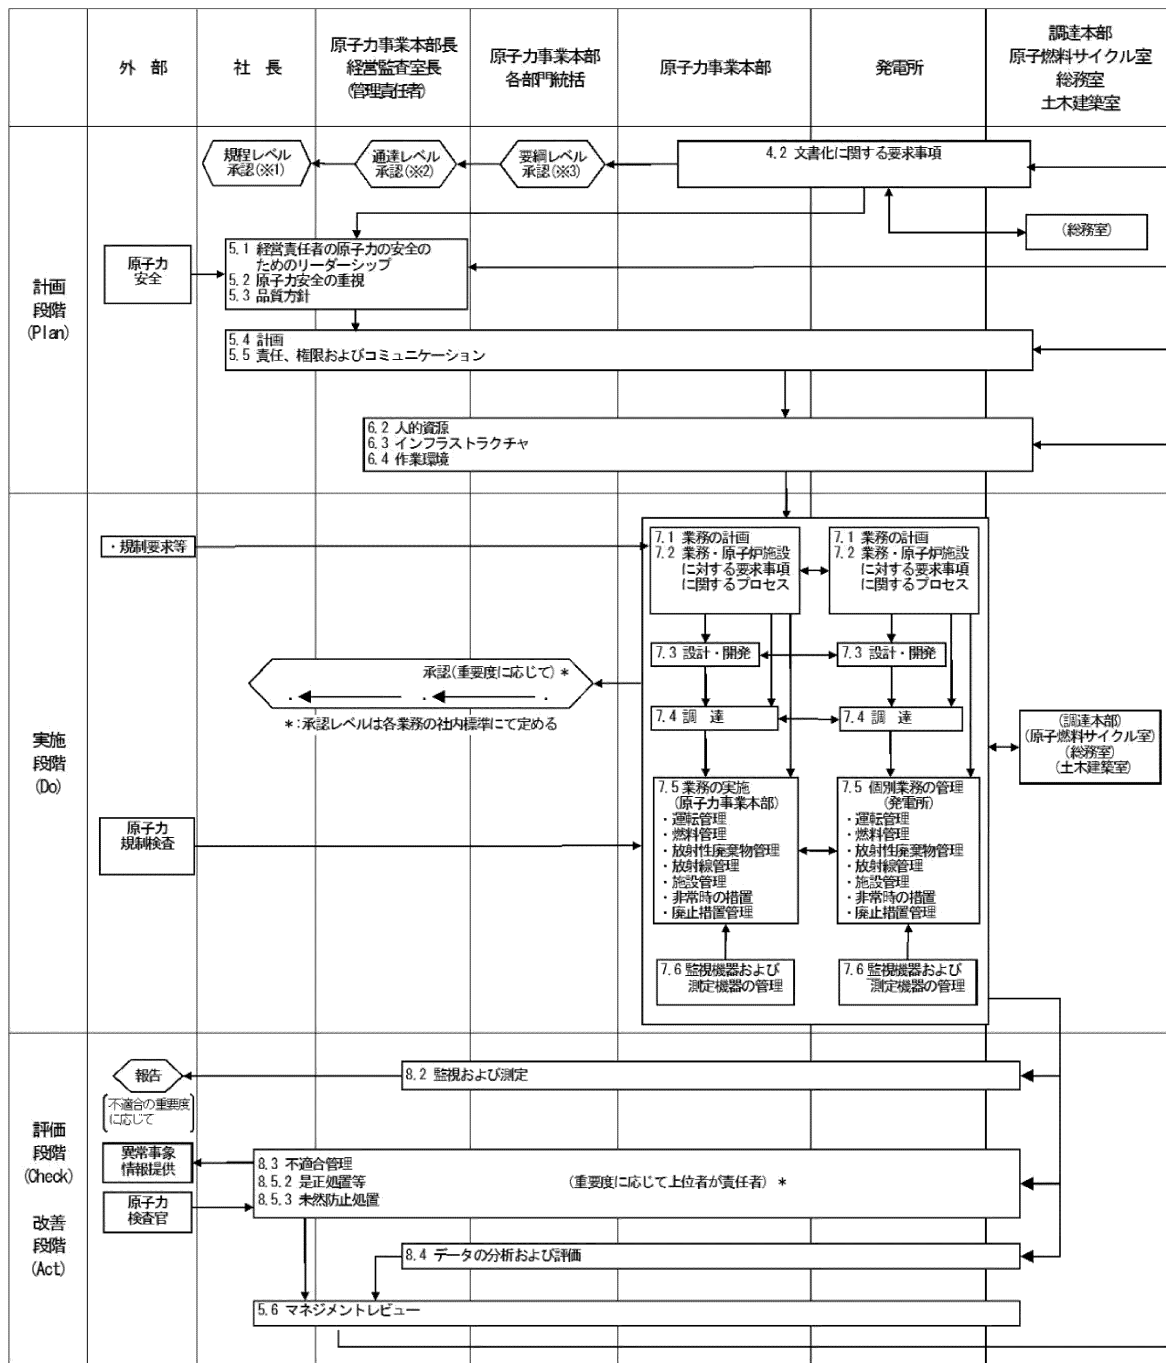 外 部
社 長
原子力事業本部長
経営監査室長
(管理責任者)
原子力事業本部
各部門統括
原子力事業本部
発電所
調達本部
原子燃料サイクル室
総務室
土木建築室
計画
段階
(Plan)
規程レベル
承認(※1)
通達レベル
承認(※2)
要綱レベル
承認(※3)
4.2 文書化に関する要求事項
(総務室)
原子力
安全
5.1 経営責任者の原子力の安全の
ためのリーダーシップ
5.2 原子力安全の重視
5.3 品質方針
5.4 計画
5.5 責任、権限およびコミュニケーション
6.2 人的資源
6.3 インフラストラクチャ
6.4 作業環境
実施
段階
(Do)
・規制要求等
7.1 業務の計画
7.2 業務・原子炉施設
に対する要求事項
に関するプロセス
7.1 業務の計画
7.2 業務・原子炉施設
に対する要求事項
に関するプロセス
7.3 設計・開発
7.3 設計・開発
承認(重要度に応じて) *
*:承認レベルは各業務の社内標準にて定める
7.4 調 達
7.4 調 達
(調達本部)
(原子燃料サイクル室)
(総務室)
(土木建築室)
原子力
規制検査
7.5 業務の実施
(原子力事業本部)
・運転管理
・燃料管理
・放射性廃棄物管理
・放射線管理
・施設管理
・非常時の措置
・廃止措置管理
7.5 個別業務の管理
(発電所)
・運転管理
・燃料管理
・放射性廃棄物管理
・放射線管理
・施設管理
・非常時の措置
・廃止措置管理
7.6 監視機器および
測定機器の管理
7.6 監視機器および
測定機器の管理
評価
段階
(Check)
改善
段階
(Act)
報告
不適合の重要度
に応じて
8.2 監視および測定
異常事象
情報提供
原子力
検査官
8.3 不適合管理
8.5.2 是正処置等
8.5.3 未然防止処置
(重要度に応じて上位者が責任者) *
8.4 データの分析および評価
5.6 マネジメントレビュー